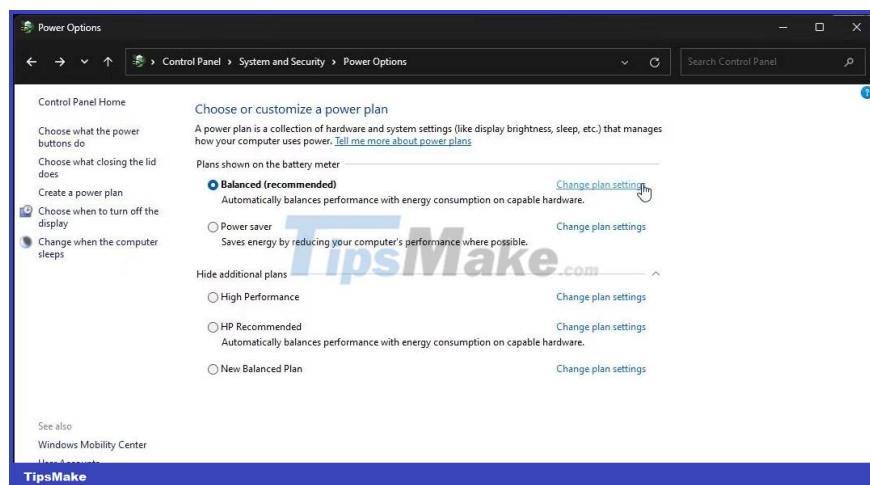 Power Options
Control Panel > System and Security > Power Options
Search Control Panel
Control Panel Home
Choose what the power
buttons do
Choose what closing the lid
does
Create a power plan
Choose when to turn off the
display
Change when the computer
sleeps
See also
Windows Mobility Center
User Accounts
Choose or customize a power plan
A power plan is a collection of hardware and system settings (like display brightness, sleep, etc.) that manages
how your computer uses power. Tell me more about power plans
Plans shown on the battery meter
Balanced (recommended) Change plan settings
Automatically balances performance with energy consumption on capable hardware.
Power saver Change plan settings
Saves energy by reducing your computer's performance where possible.
TipsMake.com
Hide additional plans
High Performance Change plan settings
HP Recommended Change plan settings
Automatically balances performance with energy consumption on capable hardware.
New Balanced Plan Change plan settings
TipsMake